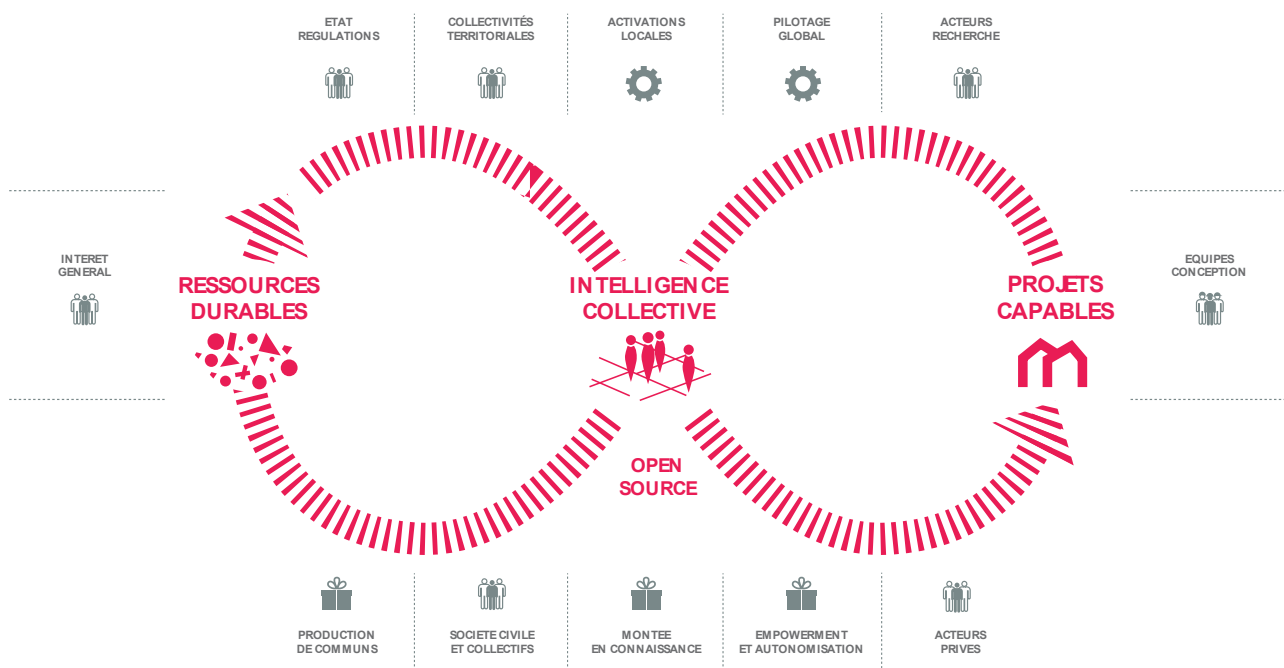 ETAT
REGULATIONS
COLLECTIVITÉS
TERRITORIALES
ACTIVATIONS
LOCALES
PILOTAGE
GLOBAL
ACTEURS
RECHERCHE
INTERET
GENERAL
RESSOURCES
DURABLES
INTELLIGENCE
COLLECTIVE
PROJETS
CAPABLES
EQUIPES
CONCEPTION
OPEN
SOURCE
PRODUCTION
DE COMMUNS
SOCIETE CIVILE
ET COLLECTIFS
MONTEE
EN CONNAISSANCE
EMPOWERMENT
ET AUTONOMISATION
ACTEURS
PRIVES